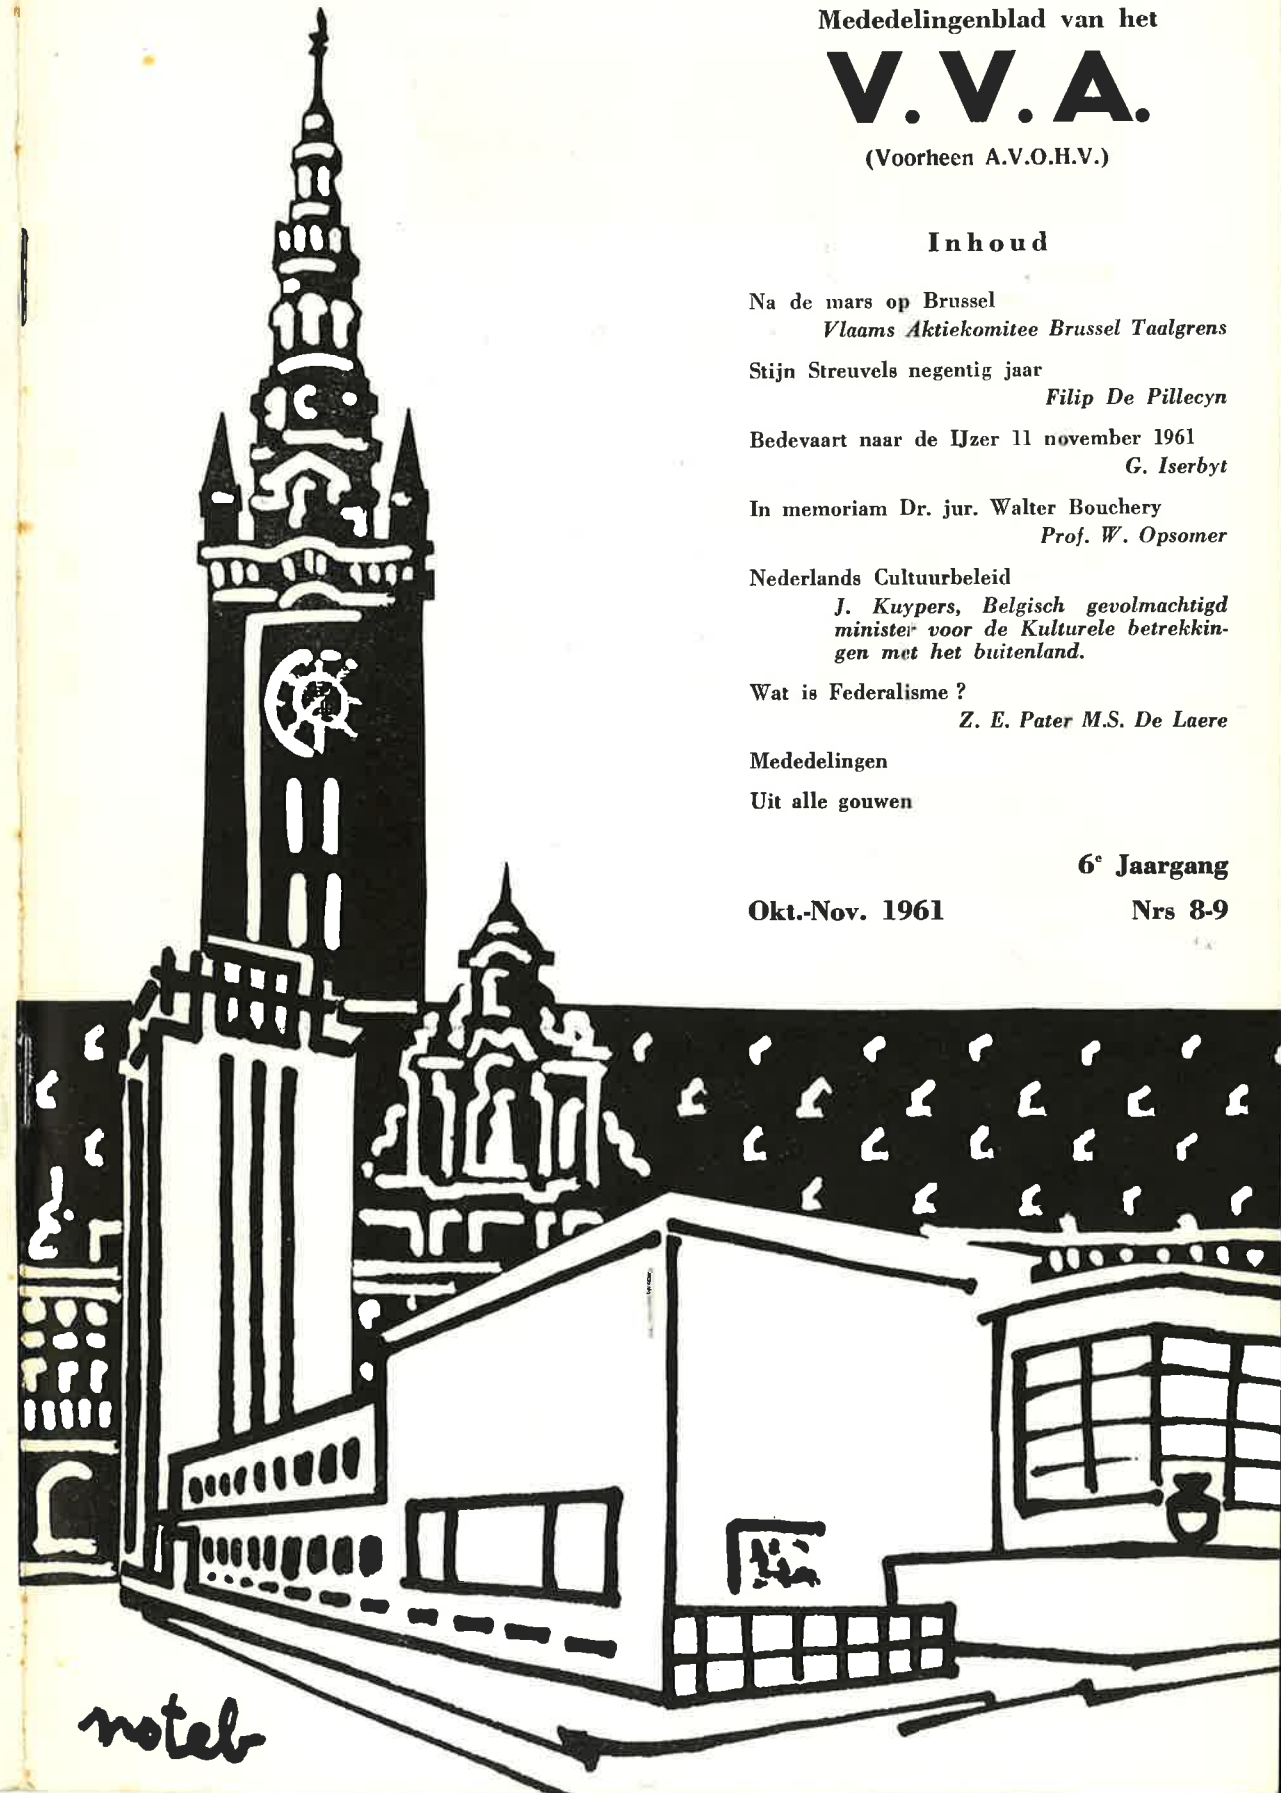 Mededelingenblad van het
V. V. A.
(Voorheen A.V.O.H.V.)
Inhoud
Na de mars op Brussel
Vlaams Aktiekomitee Brussel Taalgrens
Stijn Streuvels negentig jaar
Filip De Pillecyn
Bedevaart naar de IJzer 11 november 1961
G. Iserbyt
In memoriam Dr. jur. Walter Bouchery
Prof. W. Opsomer
Nederlands Cultuurbeleid
J. Kuypers, Belgisch gevolmachtigd
minister voor de Kulturele betrekkin-
gen met het buitenland.
Wat is Federalisme ?
Z. E. Pater M.S. De Laere
Mededelingen
Uit alle gouwen
6e Jaargang
Okt.-Nov. 1961 Nrs 8-9
noteb